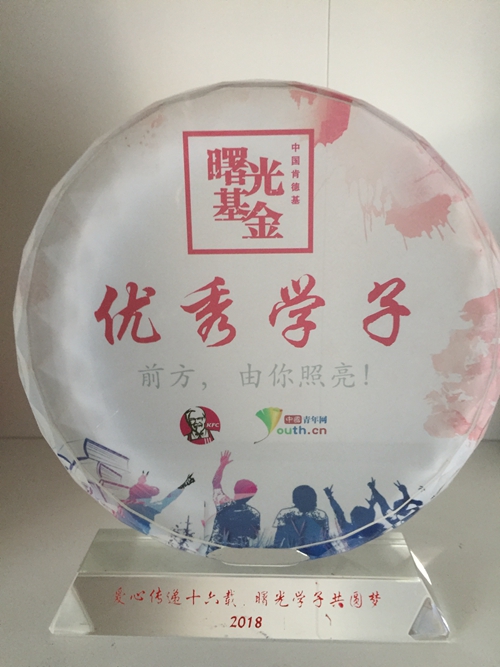 中国肯德基
曙光
基金
优秀学子
前方，由你照亮！
KFC
中国青年网
Youth.cn
爱心传递十六载 曙光学子共圆梦
2018